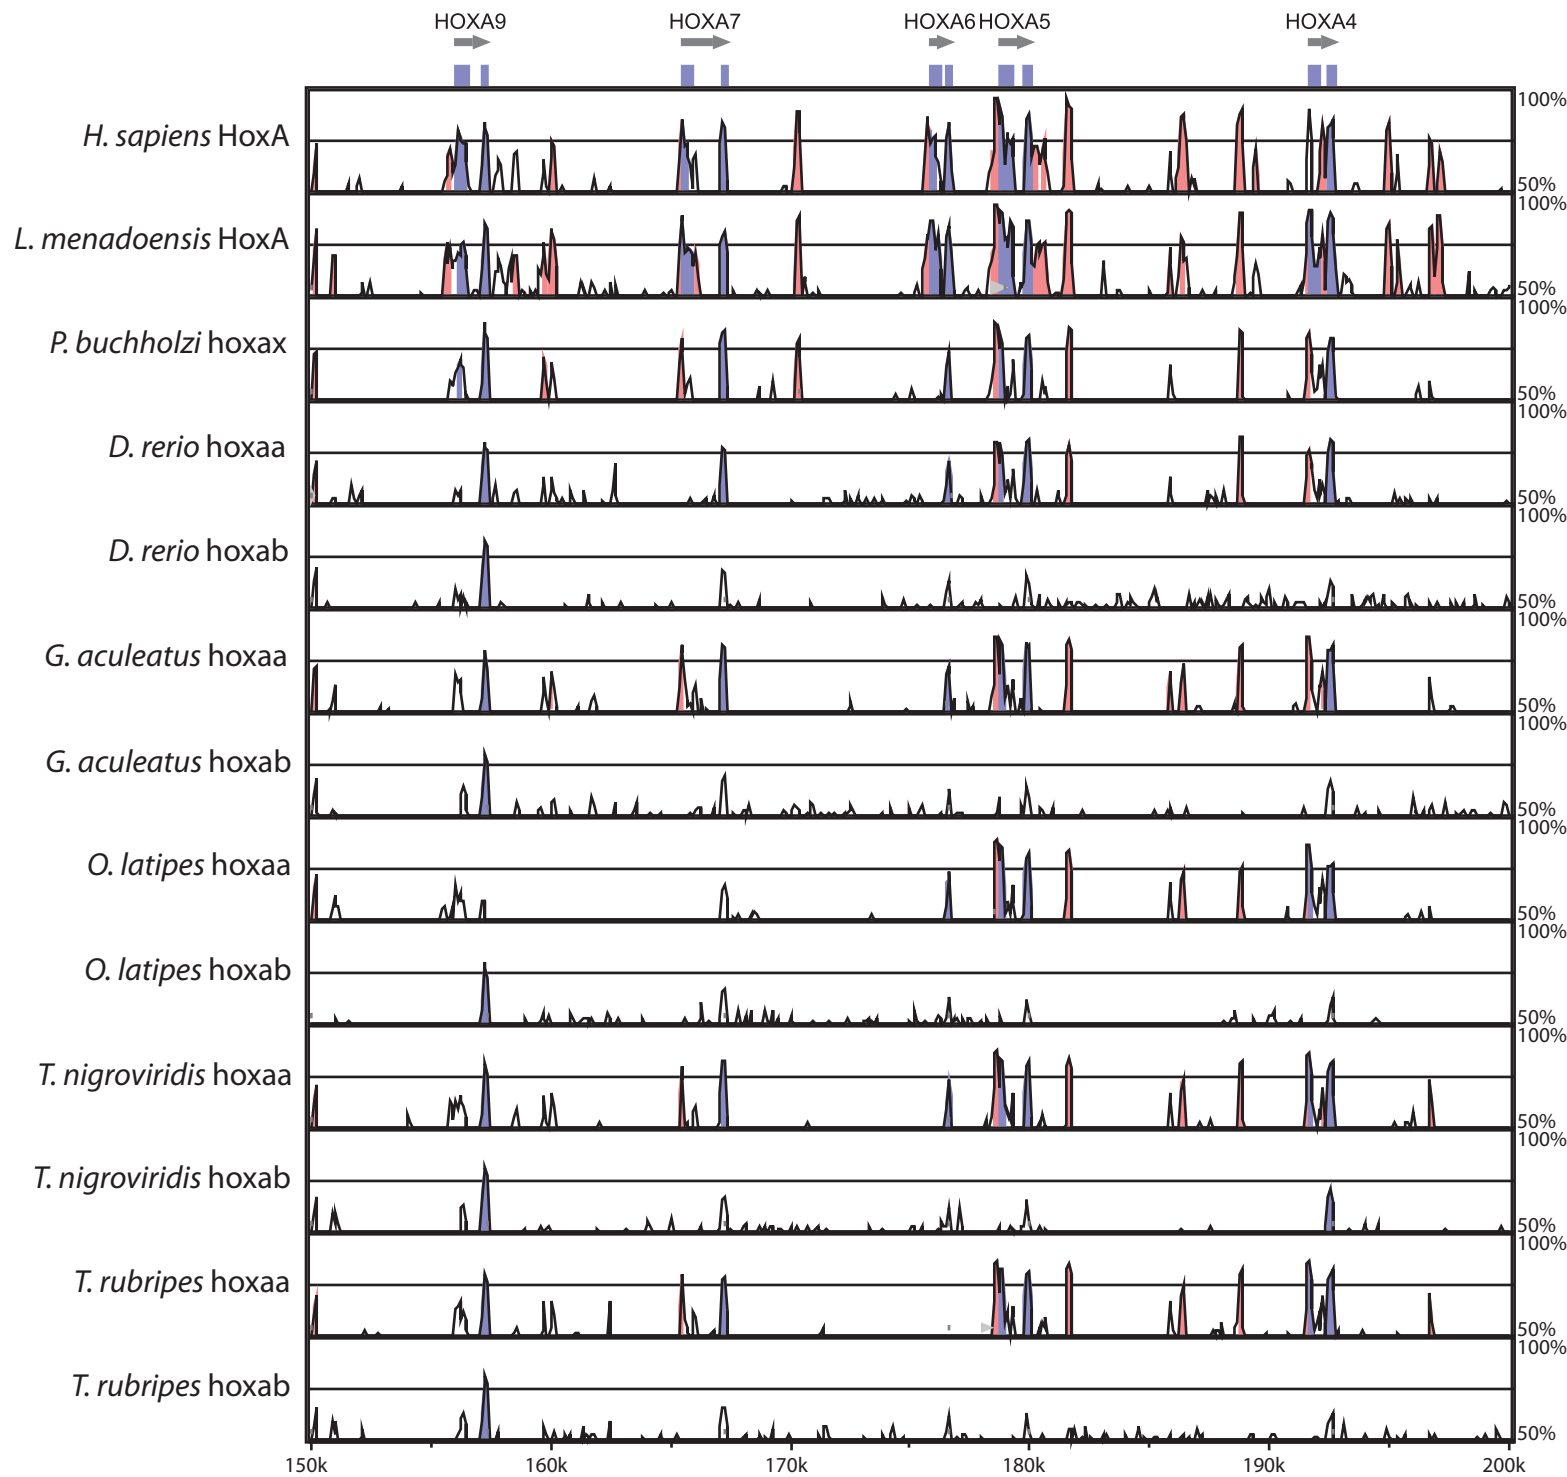 HOXA9 HOXA7 HOXA6 HOXA5 HOXA4
100%
H. sapiens HoxA
50%
100%
L. menadoensis HoxA
50%
100%
P. buchholzi hoxax
50%
100%
D. rerio hoxaa
50%
100%
D. rerio hoxab
50%
100%
G. aculeatus hoxaa
50%
100%
G. aculeatus hoxab
50%
100%
O. latipes hoxaa
50%
100%
O. latipes hoxab
50%
100%
T. nigroviridis hoxaa
50%
100%
T. nigroviridis hoxab
50%
100%
T. rubripes hoxaa
50%
100%
T. rubripes hoxab
50%
150k 160k 170k 180k 190k 200k